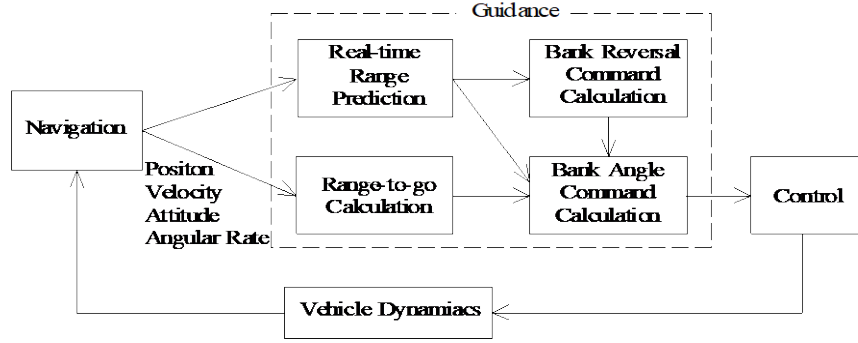 Guidance
Real-time
Range
Prediction
Bank Reversal
Command
Calculation
Navigation
Positon
Velocity
Attitude
Angular Rate
Range-to-go
Calculation
Bank Angle
Command
Calculation
Control
Vehicle Dynamiacs